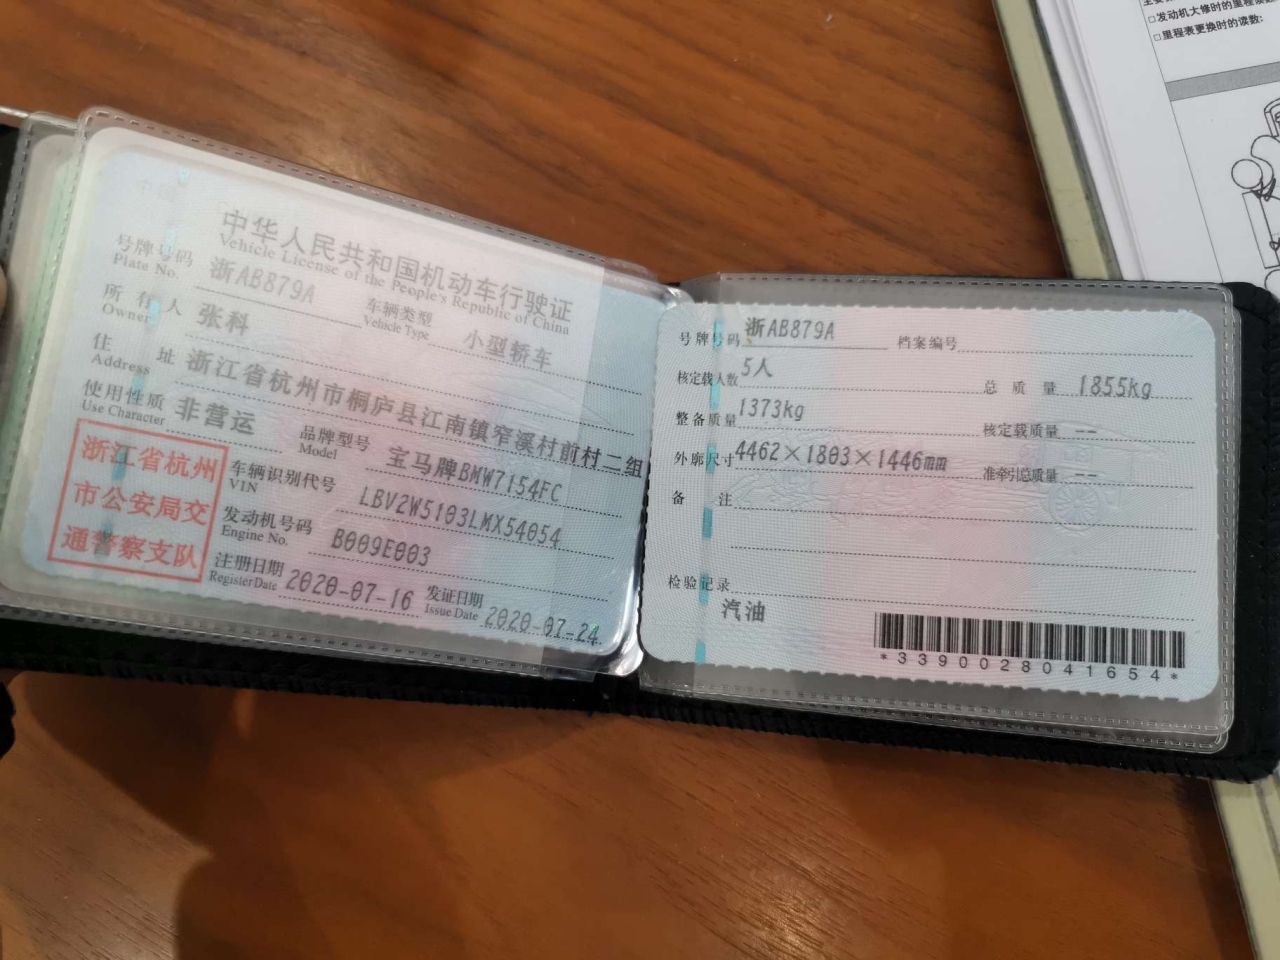 主要
□发动机大修时的里程读数
□里程表更换时的读数:
中华人民共和国机动车行驶证
Vehicle License of the People's Republic of China
号牌号码 浙AB879A 车辆类型 小型轿车
Plate No. Vehicle Type
所有人 张科
Owner
住址 浙江省杭州市桐庐县江南镇窄溪村前村二组
Address
使用性质 非营运 品牌型号 宝马牌BMW7154FC
Use Character Model
浙江省杭州
市公安局交
通警察支队
车辆识别代号 LBV2W5103LMX54054
VIN
发动机号码 B009E003
Engine No.
注册日期 2020-07-16 发证日期 2020-07-24
Register Date Issue Date
号牌号码 浙AB879A 档案编号
核定载人数 5人 总质量 1855kg
整备质量 1373kg 核定载质量 --
外廓尺寸 4462×1803×1446mm 准牵引总质量 --
备注
检验记录
汽油
*3390028041654*